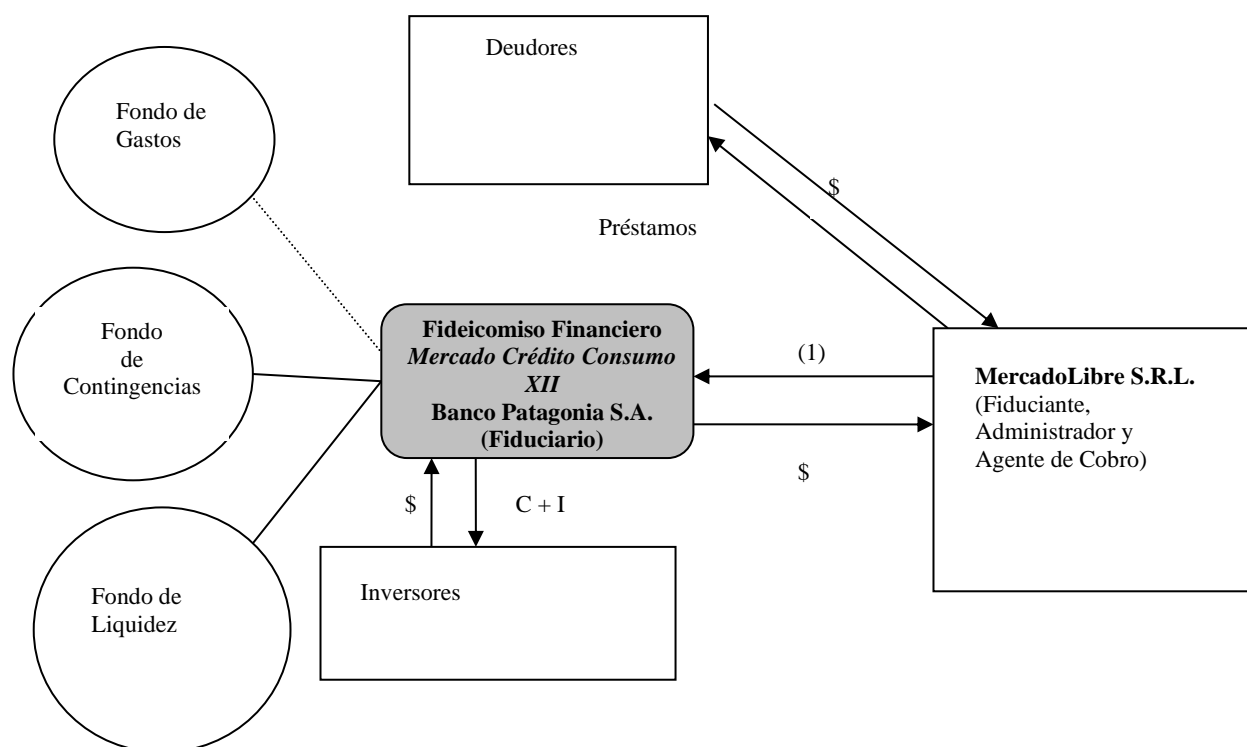 Deudores
Fondo de
Gastos
$
Préstamos
Fondo
de
Contingencias
Fideicomiso Financiero
Mercado Crédito Consumo
XII
Banco Patagonia S.A.
(Fiduciario)
(1)
MercadoLibre S.R.L.
(Fiduciante,
Administrador y
Agente de Cobro)
$
$
C + I
Inversores
Fondo de
Liquidez